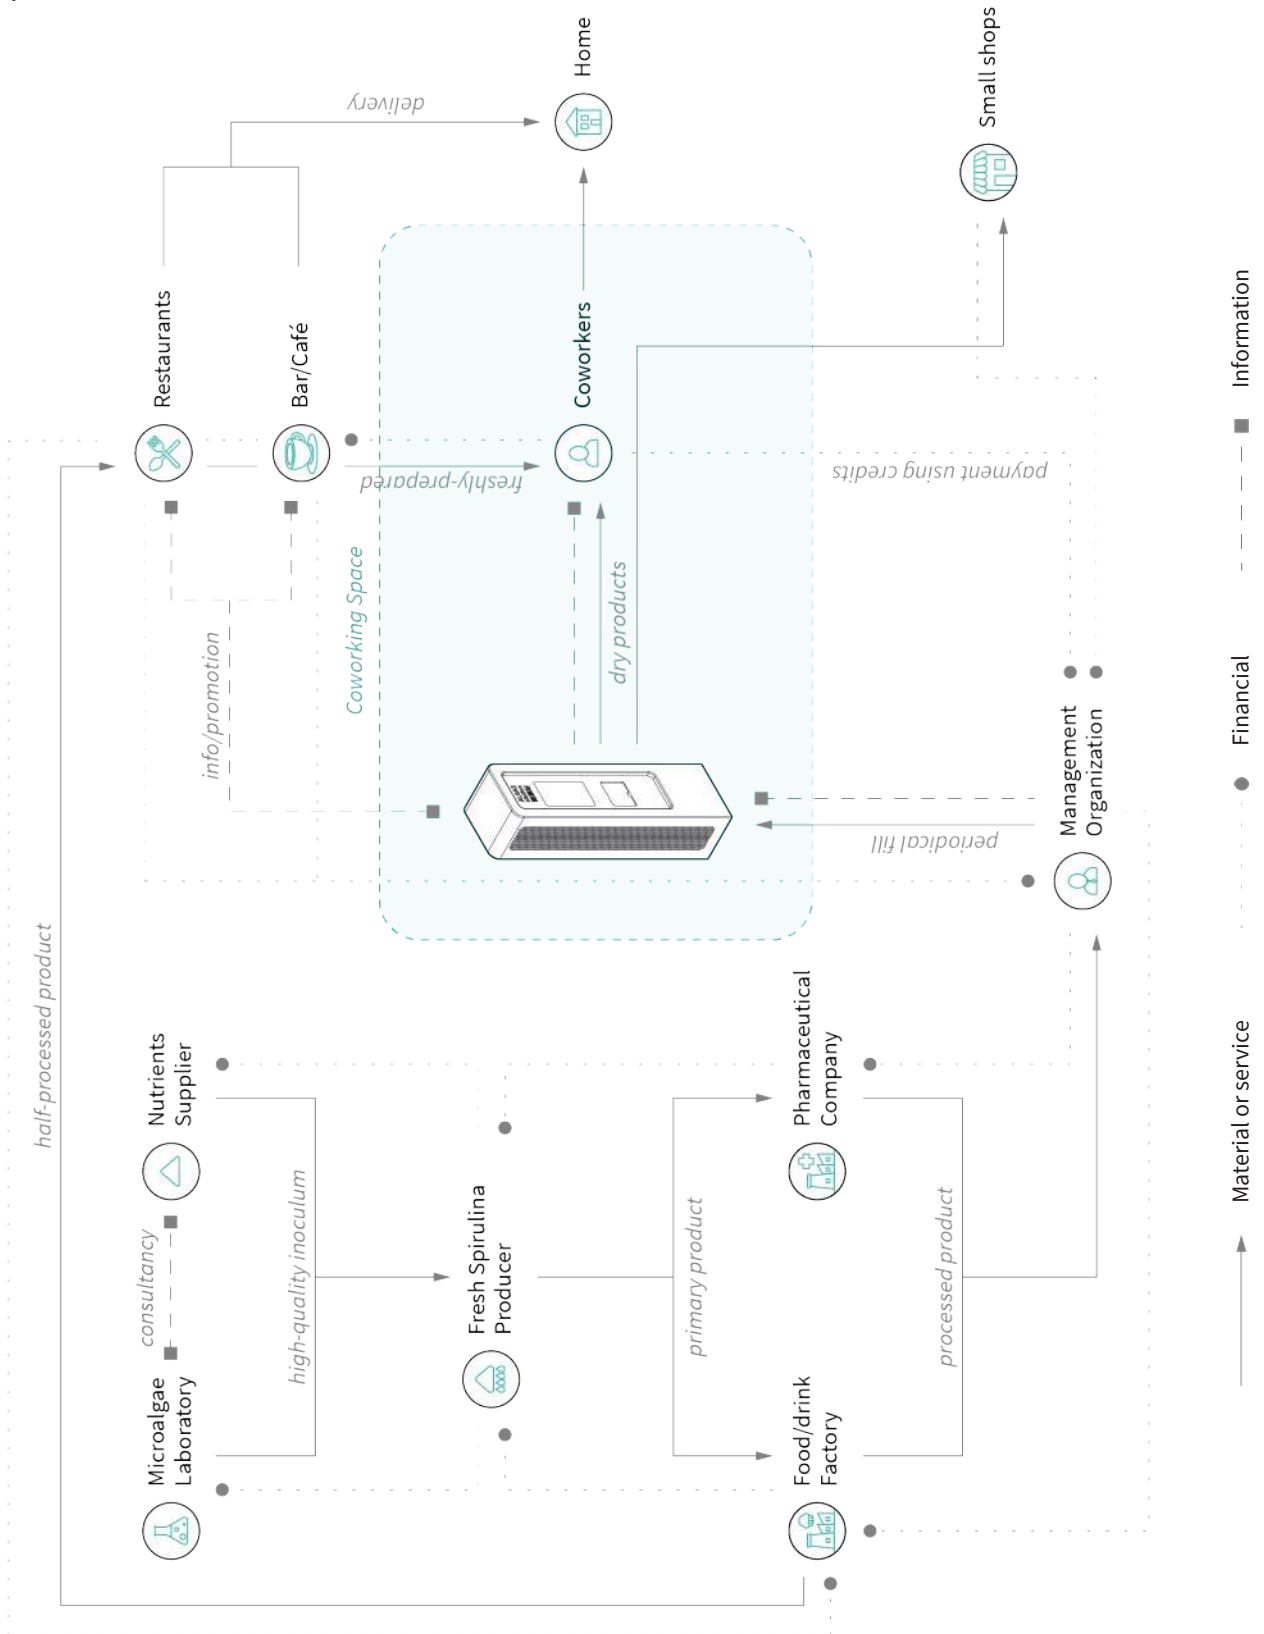 half-processed product
Microalgae
Laboratory
consultancy
Nutrients
Supplier
high-quality inoculum
Fresh Spirulina
Producer
primary product
Food/drink
Factory
Pharmaceutical
Company
processed product
Management
Organization
periodical fill
info/promotion
Coworking Space
dry products
Restaurants
Bar/Café
freshly-prepared
Coworkers
payment using credits
delivery
Home
Small shops
Material or service
Financial
Information